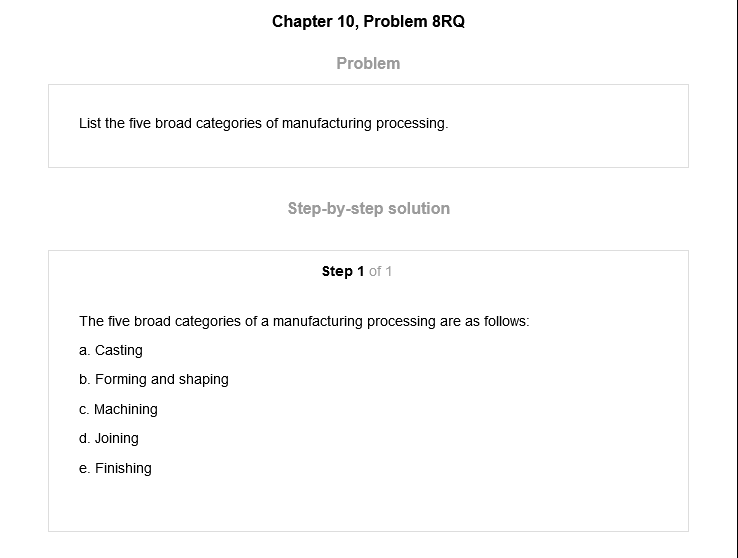 Chapter 10, Problem 8RQ
Problem
List the five broad categories of manufacturing processing.
Step-by-step solution
Step 1 of 1
The five broad categories of a manufacturing processing are as follows:
a. Casting
b. Forming and shaping
c. Machining
d. Joining
e. Finishing